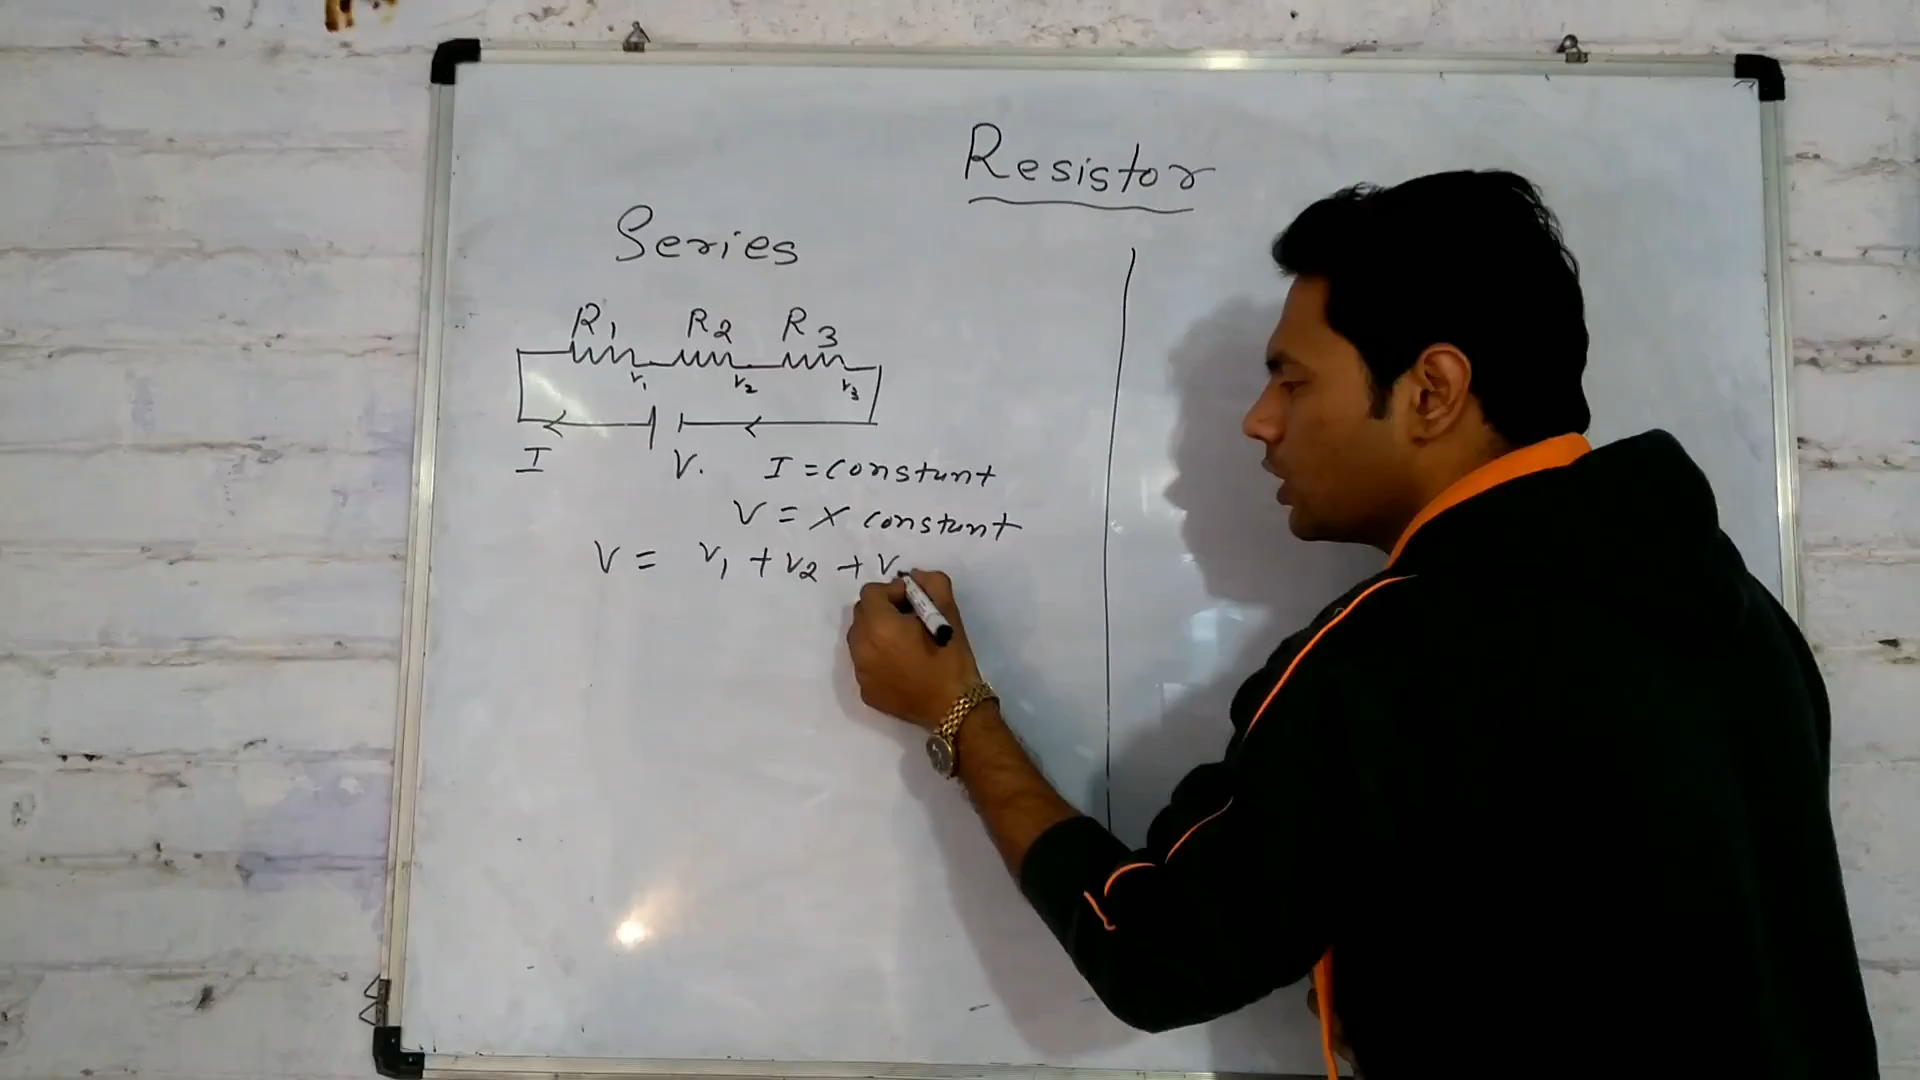 Resistor
Series
R1 R2 R3
v1 v2 v3
I V. I = constant
V = X constant
V = v1 + v2 + v